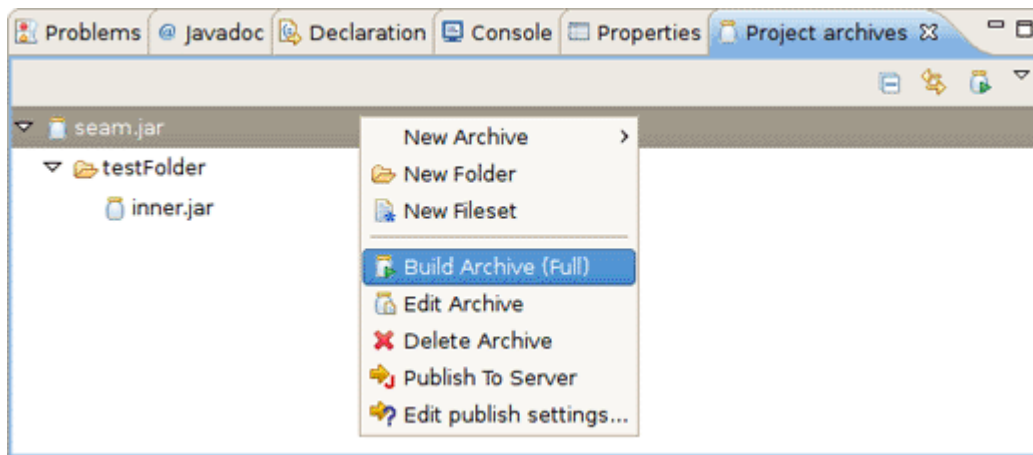 Problems @ Javadoc Declaration Console Properties Project archives
seam.jar
testFolder
inner.jar
New Archive
New Folder
New Fileset
Build Archive (Full)
Edit Archive
Delete Archive
Publish To Server
Edit publish settings...